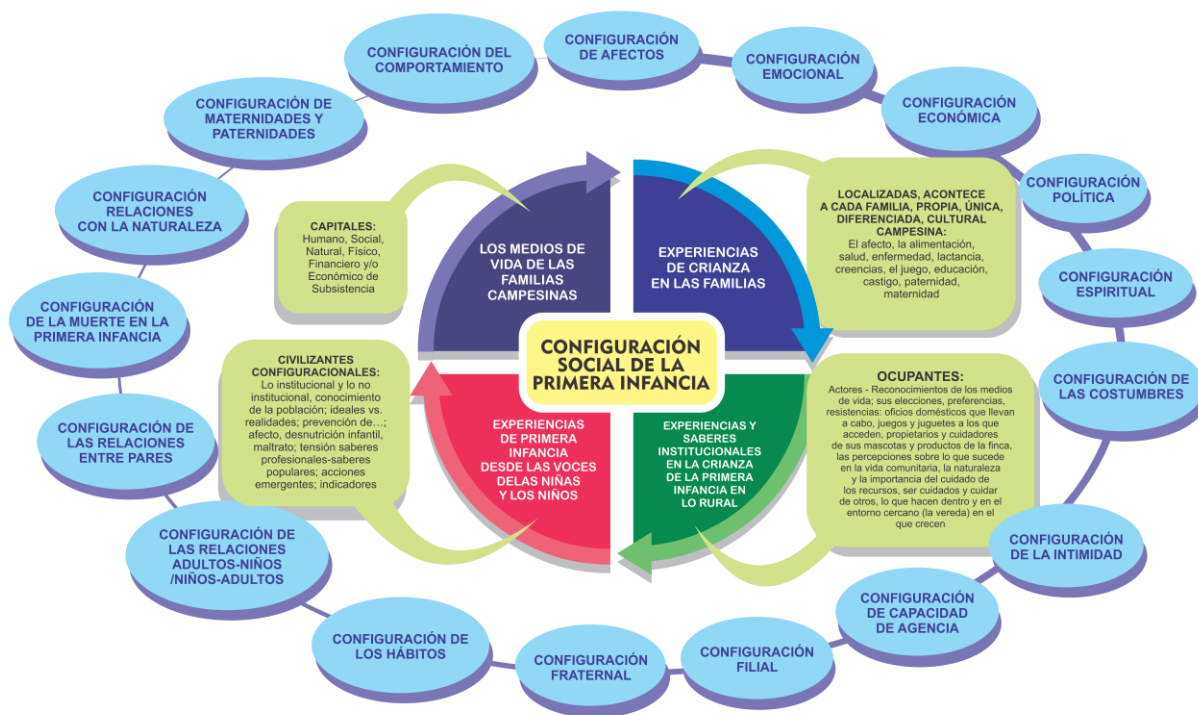 CONFIGURACIÓN DEL
COMPORTAMIENTO
CONFIGURACIÓN
DE AFECTOS
CONFIGURACIÓN
EMOCIONAL
CONFIGURACIÓN
ECONÓMICA
CONFIGURACIÓN
POLÍTICA
CONFIGURACIÓN
ESPIRITUAL
CONFIGURACIÓN DE
LAS COSTUMBRES
CONFIGURACIÓN
DE LA INTIMIDAD
CONFIGURACIÓN
DE CAPACIDAD
DE AGENCIA
CONFIGURACIÓN
FILIAL
CONFIGURACIÓN
FRATERNAL
CONFIGURACIÓN DE
LOS HÁBITOS
CONFIGURACIÓN DE
LAS RELACIONES
ADULTOS-NIÑOS
/NIÑOS-ADULTOS
CONFIGURACIÓN DE
LAS RELACIONES
ENTRE PARES
CONFIGURACIÓN
DE LA MUERTE EN LA
PRIMERA INFANCIA
CONFIGURACIÓN
RELACIONES
CON LA NATURALEZA
CONFIGURACIÓN DE
MATERNIDADES Y
PATERNIDADES
CAPITALES:
Humano, Social,
Natural, Físico,
Financiero y/o
Económico de
Subsistencia
LOS MEDIOS DE
VIDA DE LAS
FAMILIAS
CAMPESINAS
EXPERIENCIAS
DE CRIANZA
EN LAS FAMILIAS
LOCALIZADAS, ACONTECE
A CADA FAMILIA, PROPIA, ÚNICA,
DIFERENCIADA, CULTURAL
CAMPESINA:
El afecto, la alimentación,
salud, enfermedad, lactancia,
creencias, el juego, educación,
castigo, paternidad,
maternidad
CONFIGURACIÓN
SOCIAL DE LA
PRIMERA INFANCIA
CIVILIZANTES
CONFIGURACIONALES:
Lo institucional y lo no
institucional, conocimiento
de la población; ideales vs.
realidades; prevención de...;
afecto, desnutrición infantil,
maltrato; tensión saberes
profesionales-saberes
populares; acciones
emergentes; indicadores
EXPERIENCIAS
DE PRIMERA
INFANCIA
DESDE LAS VOCES
DELAS NIÑAS
Y LOS NIÑOS
EXPERIENCIAS Y
SABERES
INSTITUCIONALES
EN LA CRIANZA
DE LA PRIMERA
INFANCIA EN
LO RURAL
OCUPANTES:
Actores - Reconocimientos de los medios
de vida; sus elecciones, preferencias,
resistencias: oficios domésticos que llevan
a cabo, juegos y juguetes a los que
acceden, propietarios y cuidadores
de sus mascotas y productos de la finca,
las percepciones sobre lo que sucede
en la vida comunitaria, la naturaleza
y la importancia del cuidado de
los recursos, ser cuidados y cuidar
de otros, lo que hacen dentro y en el
entorno cercano (la vereda) en el
que crecen